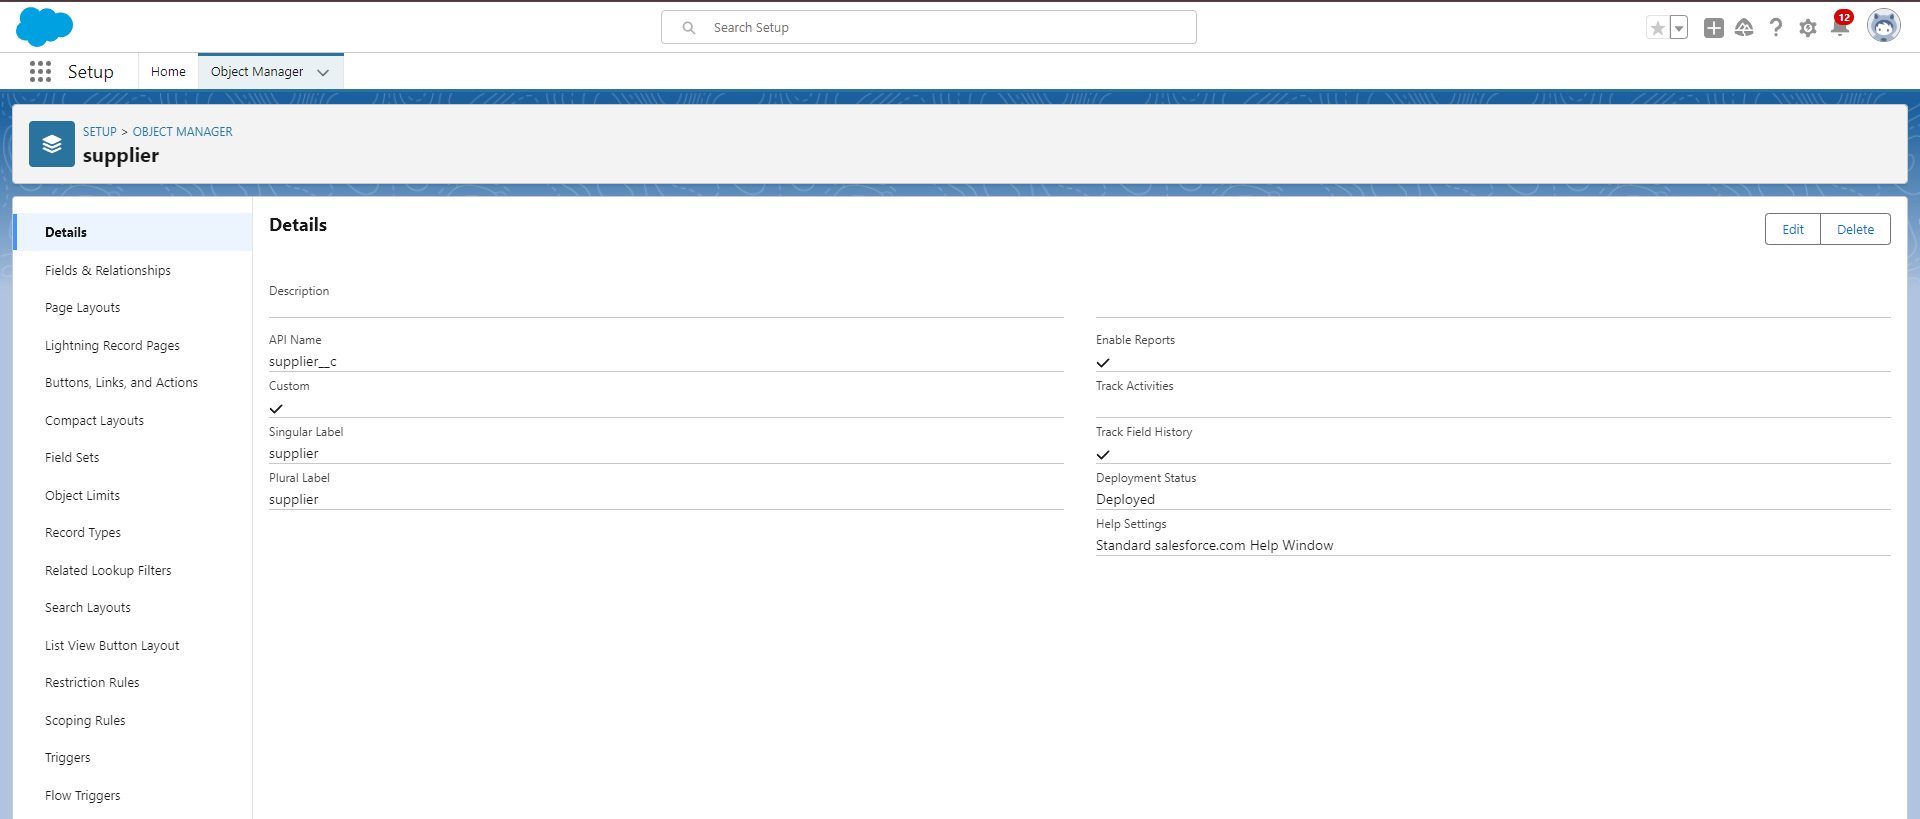 Search Setup
12
Setup
Home
Object Manager
SETUP > OBJECT MANAGER
supplier
Details
Fields & Relationships
Page Layouts
Lightning Record Pages
Buttons, Links, and Actions
Compact Layouts
Field Sets
Object Limits
Record Types
Related Lookup Filters
Search Layouts
List View Button Layout
Restriction Rules
Scoping Rules
Triggers
Flow Triggers
Details
Edit
Delete
Description
API Name
supplier__c
Custom
Singular Label
supplier
Plural Label
supplier
Enable Reports
Track Activities
Track Field History
Deployment Status
Deployed
Help Settings
Standard salesforce.com Help Window